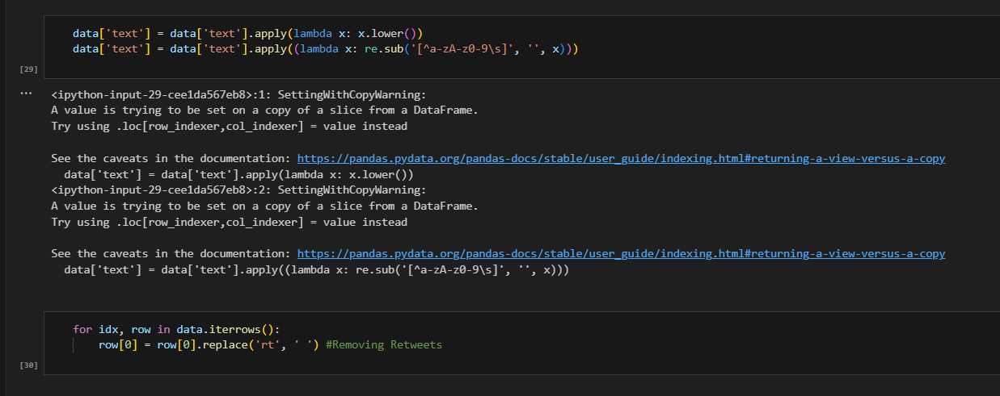 data['text'] = data['text'].apply(lambda x: x.lower())
data['text'] = data['text'].apply((lambda x: re.sub('[^a-zA-z0-9\s]', '', x)))
[29]
...
<ipython-input-29-cee1da567eb8>:1: SettingWithCopyWarning:
A value is trying to be set on a copy of a slice from a DataFrame.
Try using .loc[row_indexer,col_indexer] = value instead
See the caveats in the documentation: https://pandas.pydata.org/pandas-docs/stable/user_guide/indexing.html#returning-a-view-versus-a-copy
data['text'] = data['text'].apply(lambda x: x.lower())
<ipython-input-29-cee1da567eb8>:2: SettingWithCopyWarning:
A value is trying to be set on a copy of a slice from a DataFrame.
Try using .loc[row_indexer,col_indexer] = value instead
See the caveats in the documentation: https://pandas.pydata.org/pandas-docs/stable/user_guide/indexing.html#returning-a-view-versus-a-copy
data['text'] = data['text'].apply((lambda x: re.sub('[^a-zA-z0-9\s]', '', x)))
for idx, row in data.iterrows():
row[0] = row[0].replace('rt', ' ') #Removing Retweets
[30]